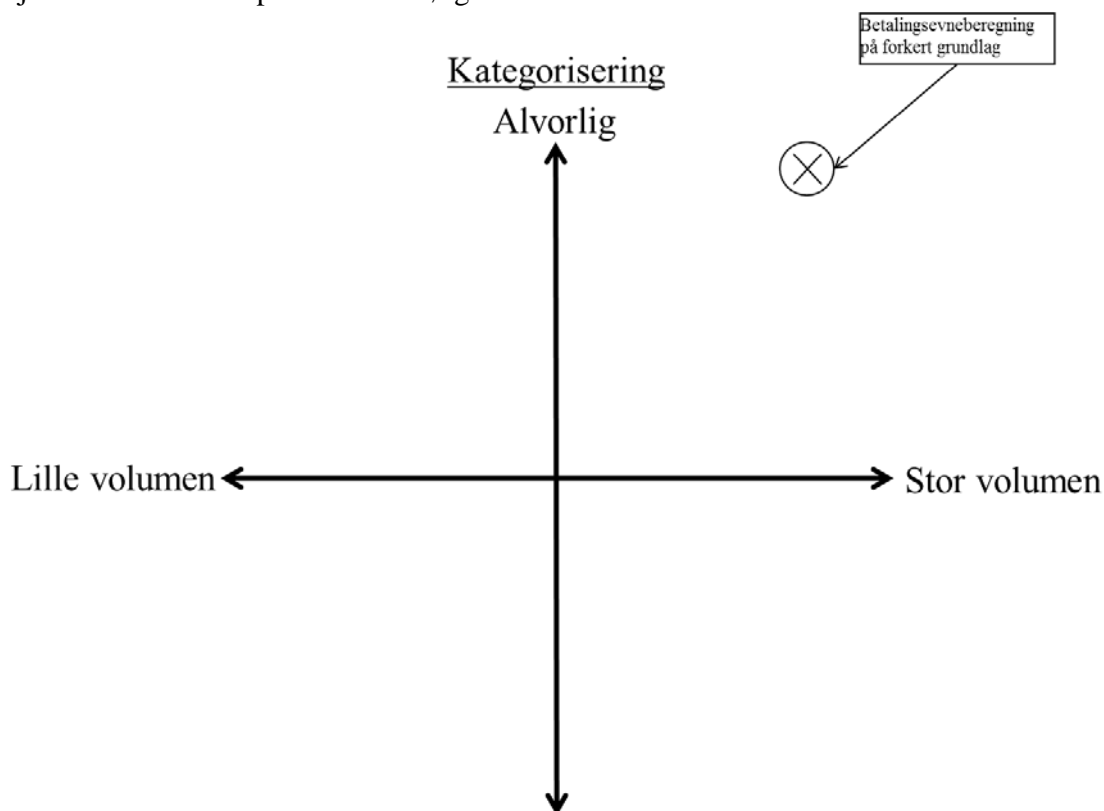 Betalingsevneberegning
på forkert grundlag
Kategorisering
Alvorlig
Lille volumen
Stor volumen